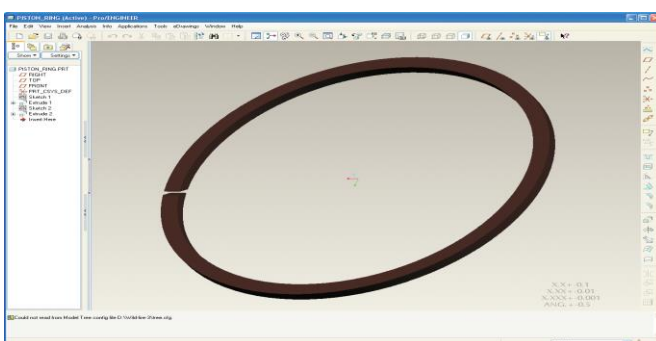 PISTON_RING (Active) - Pro/ENGINEER
File Edit View Insert Analysis Info Applications Tools eDrawings Window Help
Show Settings
PISTON_RING.PRT
RIGHT
TOP
FRONT
PRT_CSYS_DEF
Sketch 1
Extrude 1
Sketch 2
Extrude 2
Insert Here
X.X +-0.1
X.XX +-0.01
X.XXX +-0.001
ANG. +-0.5
Could not read from Model Tree config file